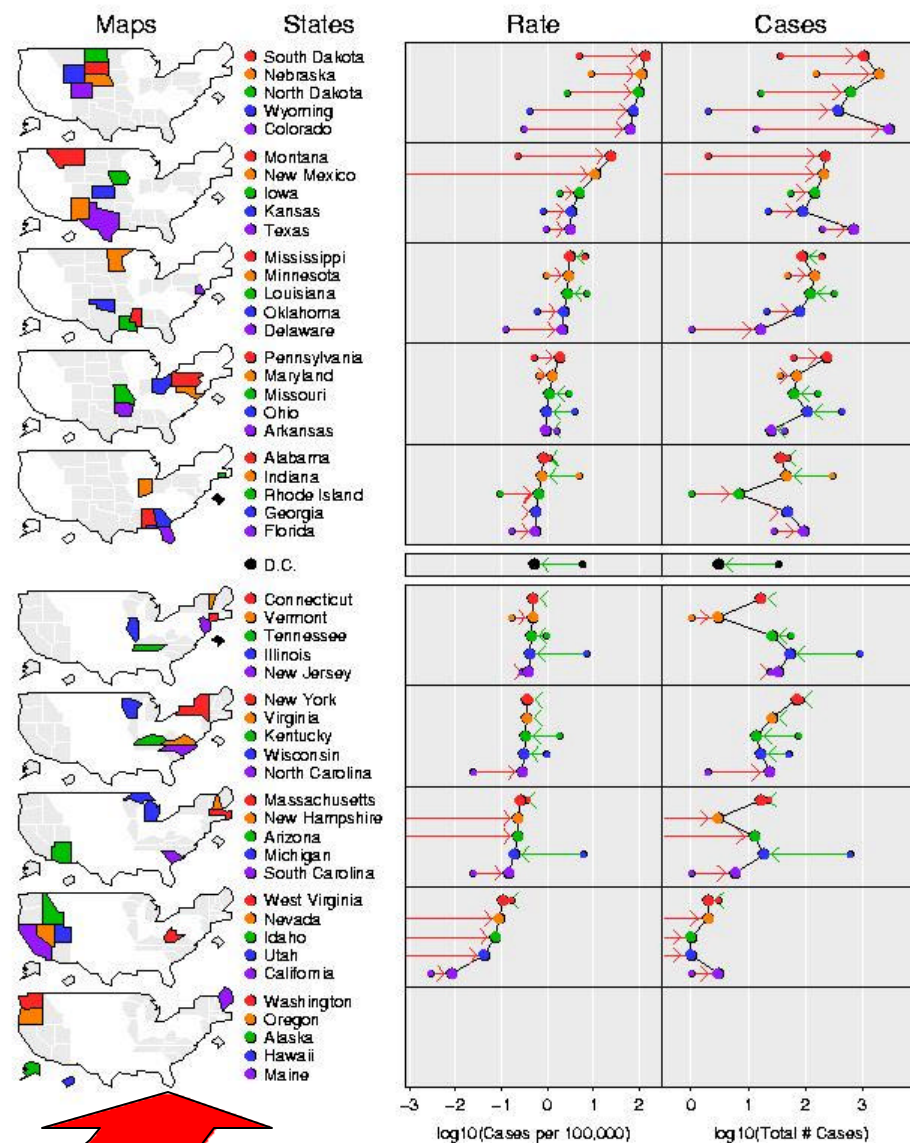 Maps States Rate Cases
South Dakota
Nebraska
North Dakota
Wyoming
Colorado
Montana
New Mexico
Iowa
Kansas
Texas
Mississippi
Minnesota
Louisiana
Oklahoma
Delaware
Pennsylvania
Maryland
Missouri
Ohio
Arkansas
Alabama
Indiana
Rhode Island
Georgia
Florida
D.C.
Connecticut
Vermont
Tennessee
Illinois
New Jersey
New York
Virginia
Kentucky
Wisconsin
North Carolina
Massachusetts
New Hampshire
Arizona
Michigan
South Carolina
West Virginia
Nevada
Idaho
Utah
California
Washington
Oregon
Alaska
Hawaii
Maine
−3 −2 −1 0 1 2 0 1 2 3
log10(Cases per 100,000) log10(Total # Cases)